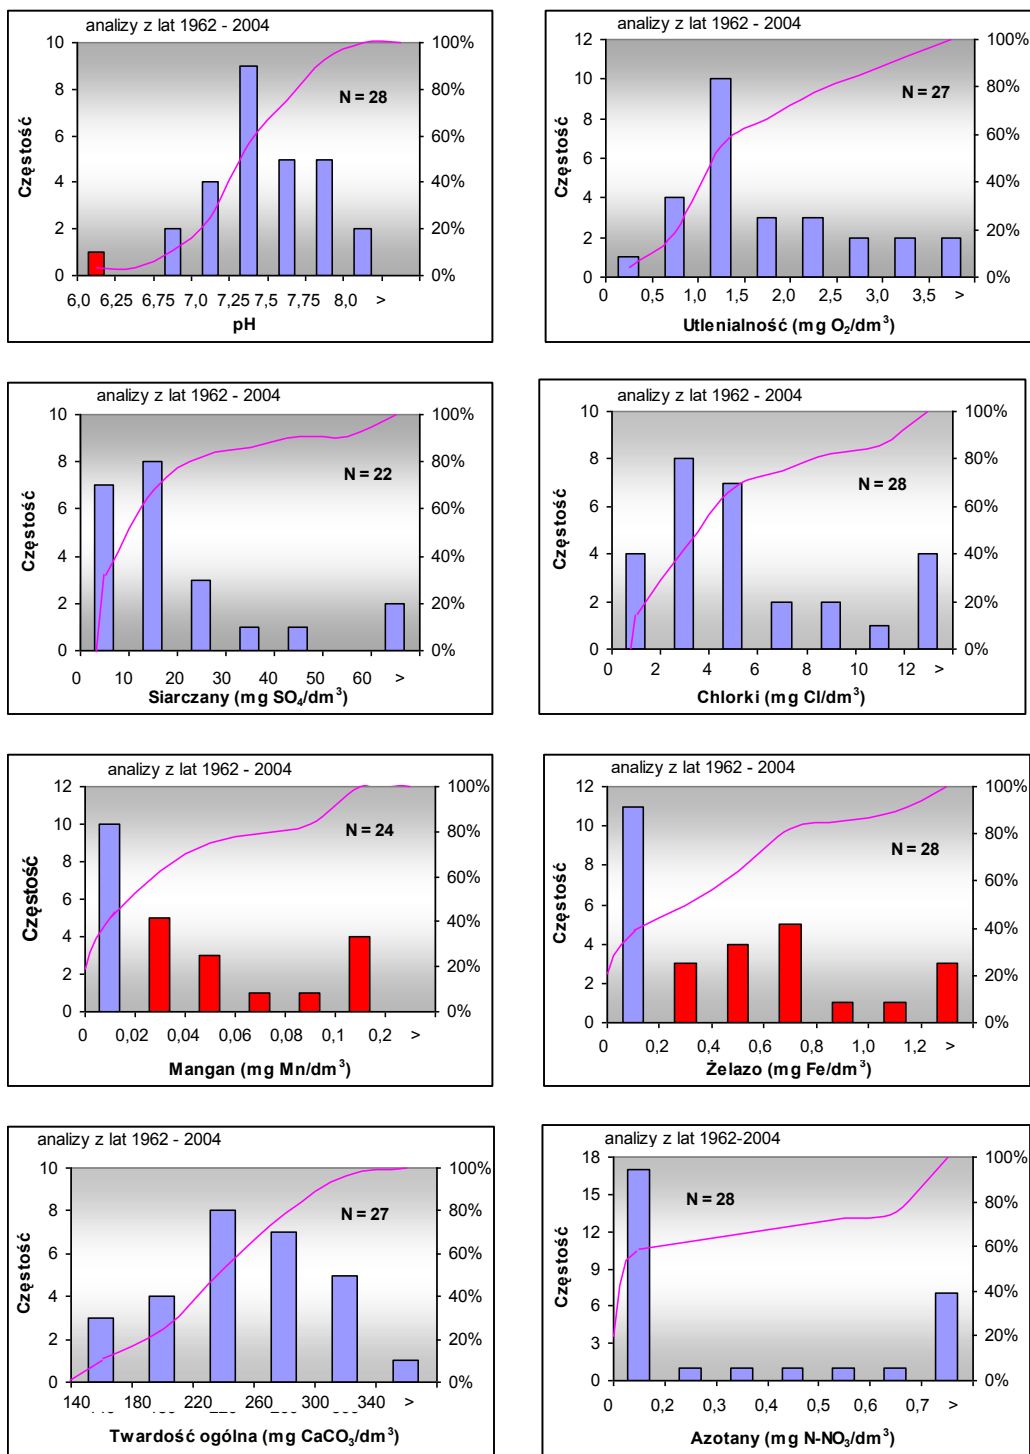 analizy z lat 1962 - 2004
10
8
6
4
2
0
Częstość
100%
80%
60%
40%
20%
0%
N = 28
6,0 6,25 6,75 7,0 7,25 7,5 7,75 8,0 >
pH
analizy z lat 1962 - 2004
12
10
8
6
4
2
0
Częstość
100%
80%
60%
40%
20%
0%
N = 27
0 0,5 1,0 1,5 2,0 2,5 3,0 3,5 >
Utlenialność (mg O₂/dm³)
analizy z lat 1962 - 2004
10
8
6
4
2
0
Częstość
100%
80%
60%
40%
20%
0%
N = 22
0 10 20 30 40 50 60 >
Siarczany (mg SO₄/dm³)
analizy z lat 1962 - 2004
10
8
6
4
2
0
Częstość
100%
80%
60%
40%
20%
0%
N = 28
0 2 4 6 8 10 12 >
Chlorki (mg Cl/dm³)
analizy z lat 1962 - 2004
12
10
8
6
4
2
0
Częstość
100%
80%
60%
40%
20%
0%
N = 24
0 0,02 0,04 0,06 0,08 0,1 0,2 >
Mangan (mg Mn/dm³)
analizy z lat 1962 - 2004
12
10
8
6
4
2
0
Częstość
100%
80%
60%
40%
20%
0%
N = 28
0 0,2 0,4 0,6 0,8 1,0 1,2 >
Żelazo (mg Fe/dm³)
analizy z lat 1962 - 2004
10
8
6
4
2
0
Częstość
100%
80%
60%
40%
20%
0%
N = 27
140 180 220 260 300 340 >
Twardość ogólna (mg CaCO₃/dm³)
analizy z lat 1962-2004
18
15
12
9
6
3
0
Częstość
100%
80%
60%
40%
20%
0%
N = 28
0 0,2 0,3 0,4 0,5 0,6 0,7 >
Azotany (mg N-NO₃/dm³)